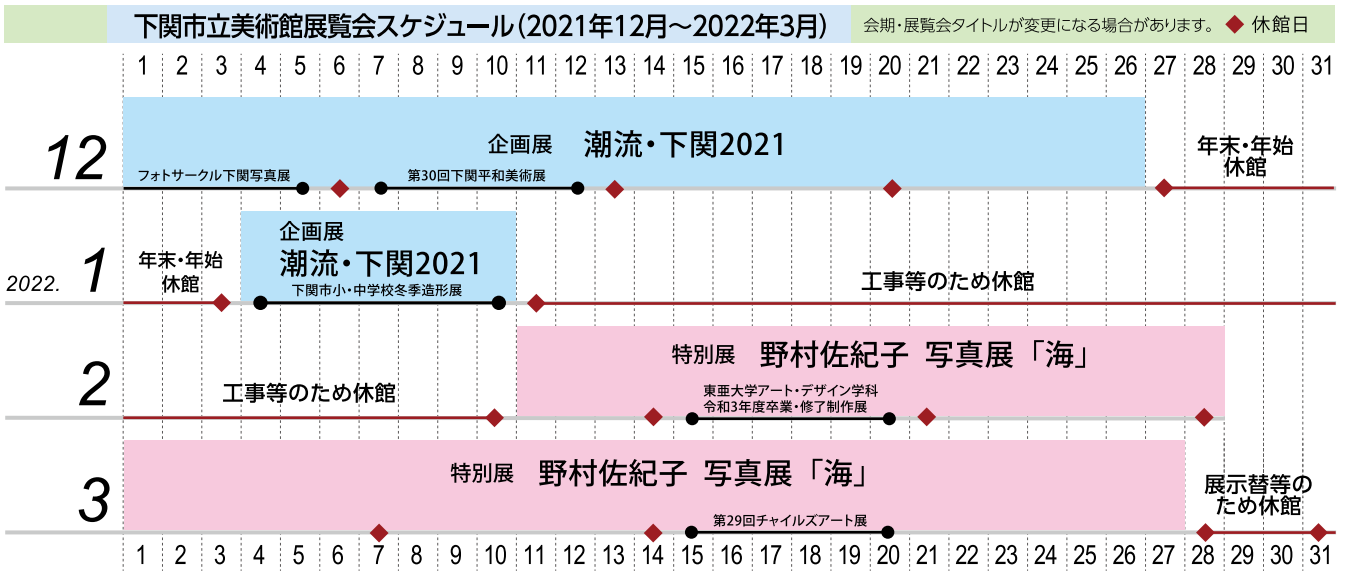 下関市立美術館展覧会スケジュール(2021年12月～2022年3月)
会期・展覧会タイトルが変更になる場合があります。 ◆ 休館日
1 2 3 4 5 6 7 8 9 10 11 12 13 14 15 16 17 18 19 20 21 22 23 24 25 26 27 28 29 30 31
12
企画展 潮流・下関2021
フォトサークル下関写真展
第30回下関平和美術展
年末・年始
休館
2022. 1
年末・年始
休館
企画展
潮流・下関2021
下関市小・中学校冬季造形展
工事等のため休館
2
工事等のため休館
特別展 野村佐紀子 写真展「海」
東亜大学アート・デザイン学科
令和3年度卒業・修了制作展
3
特別展 野村佐紀子 写真展「海」
第29回チャイルズアート展
展示替等の
ため休館
1 2 3 4 5 6 7 8 9 10 11 12 13 14 15 16 17 18 19 20 21 22 23 24 25 26 27 28 29 30 31